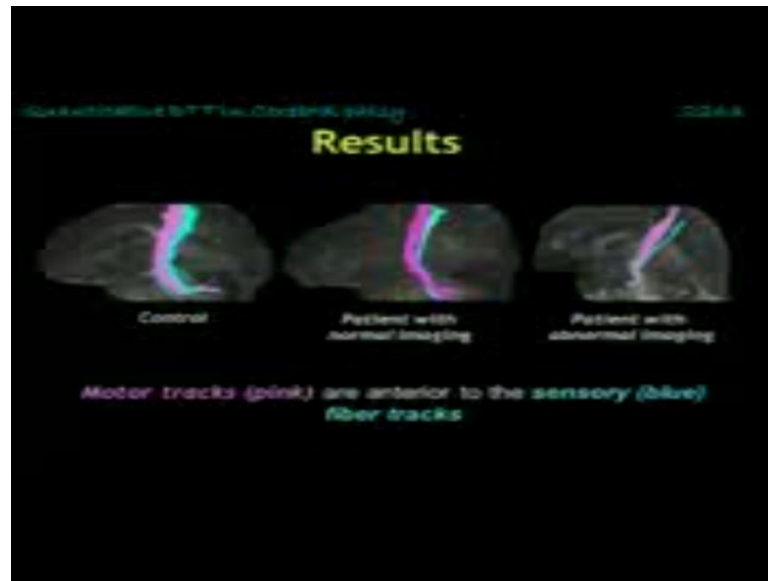 Results
Control
Patient with
normal imaging
Patient with
abnormal imaging
Motor tracks (pink) are anterior to the sensory (blue)
fiber tracks